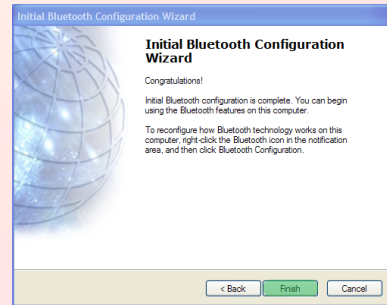 Initial Bluetooth Configuration Wizard
Initial Bluetooth Configuration
Wizard
Congratulations!
Initial Bluetooth configuration is complete. You can begin
using the Bluetooth features on this computer.
To reconfigure how Bluetooth technology works on this
computer, right-click the Bluetooth icon in the notification
area, and then click Bluetooth Configuration.
< Back Finish Cancel